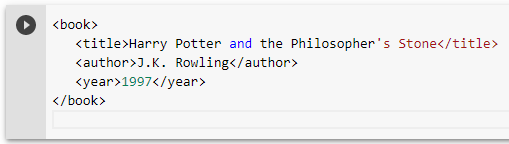 <book>
   <title>Harry Potter and the Philosopher's Stone</title>
   <author>J.K. Rowling</author>
   <year>1997</year>
</book>